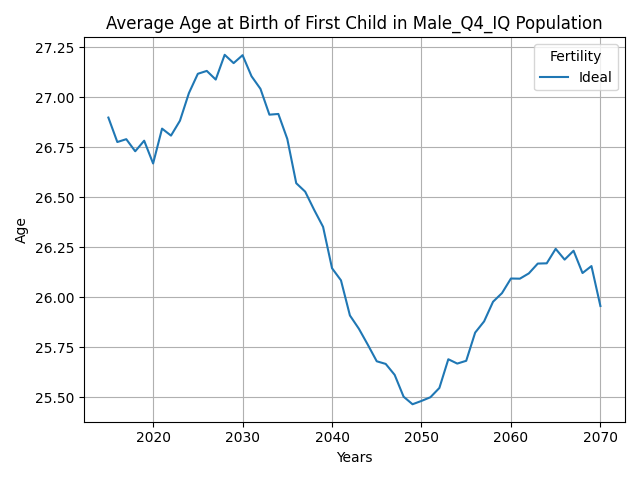 Average Age at Birth of First Child in Male_Q4_IQ Population
Fertility
Ideal
27.25
27.00
26.75
26.50
26.25
26.00
25.75
25.50
Age
2020 2030 2040 2050 2060 2070
Years